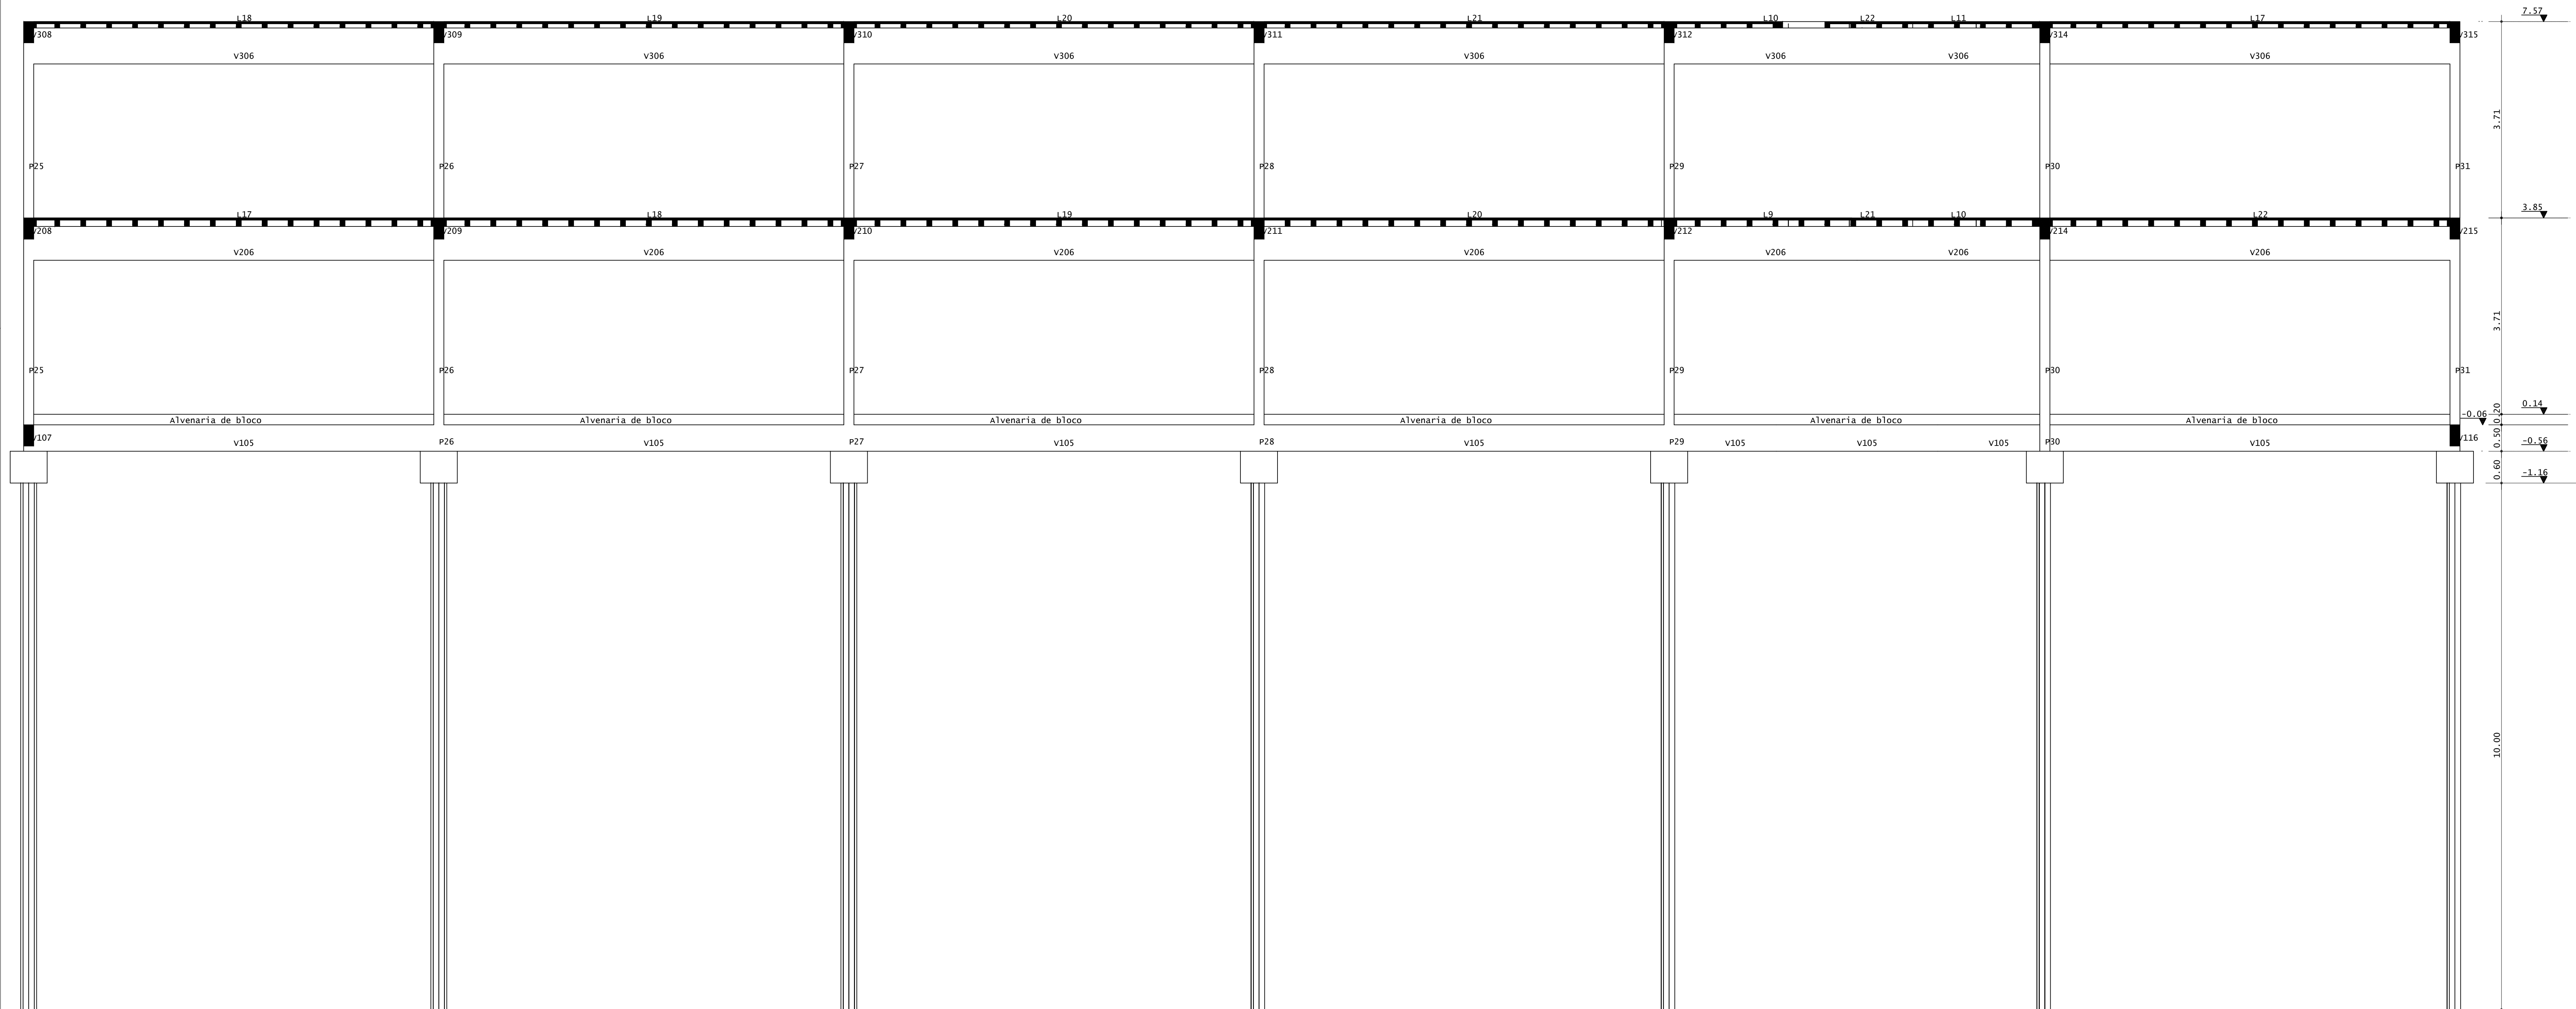 L18 L19 L20 L21 L10 L22 L11 L17 7.57
V308 V309 V310 V311 V312 V314 V315
V306 V306 V306 V306 V306 V306 V306
3.71
P25 P26 P27 P28 P29 P30 P31
L17 L18 L19 L20 L9 L21 L10 L22 3.85
V208 V209 V210 V211 V212 V214 V215
V206 V206 V206 V206 V206 V206 V206
3.71
P25 P26 P27 P28 P29 P30 P31
0.14
-0.06 0.20
Alvenaria de bloco Alvenaria de bloco Alvenaria de bloco Alvenaria de bloco Alvenaria de bloco Alvenaria de bloco
V107 V116 0.50
V105 P26 V105 P27 V105 P28 V105 P29 V105 V105 V105 P30 V105 -0.56
0.60 -1.16
10.00